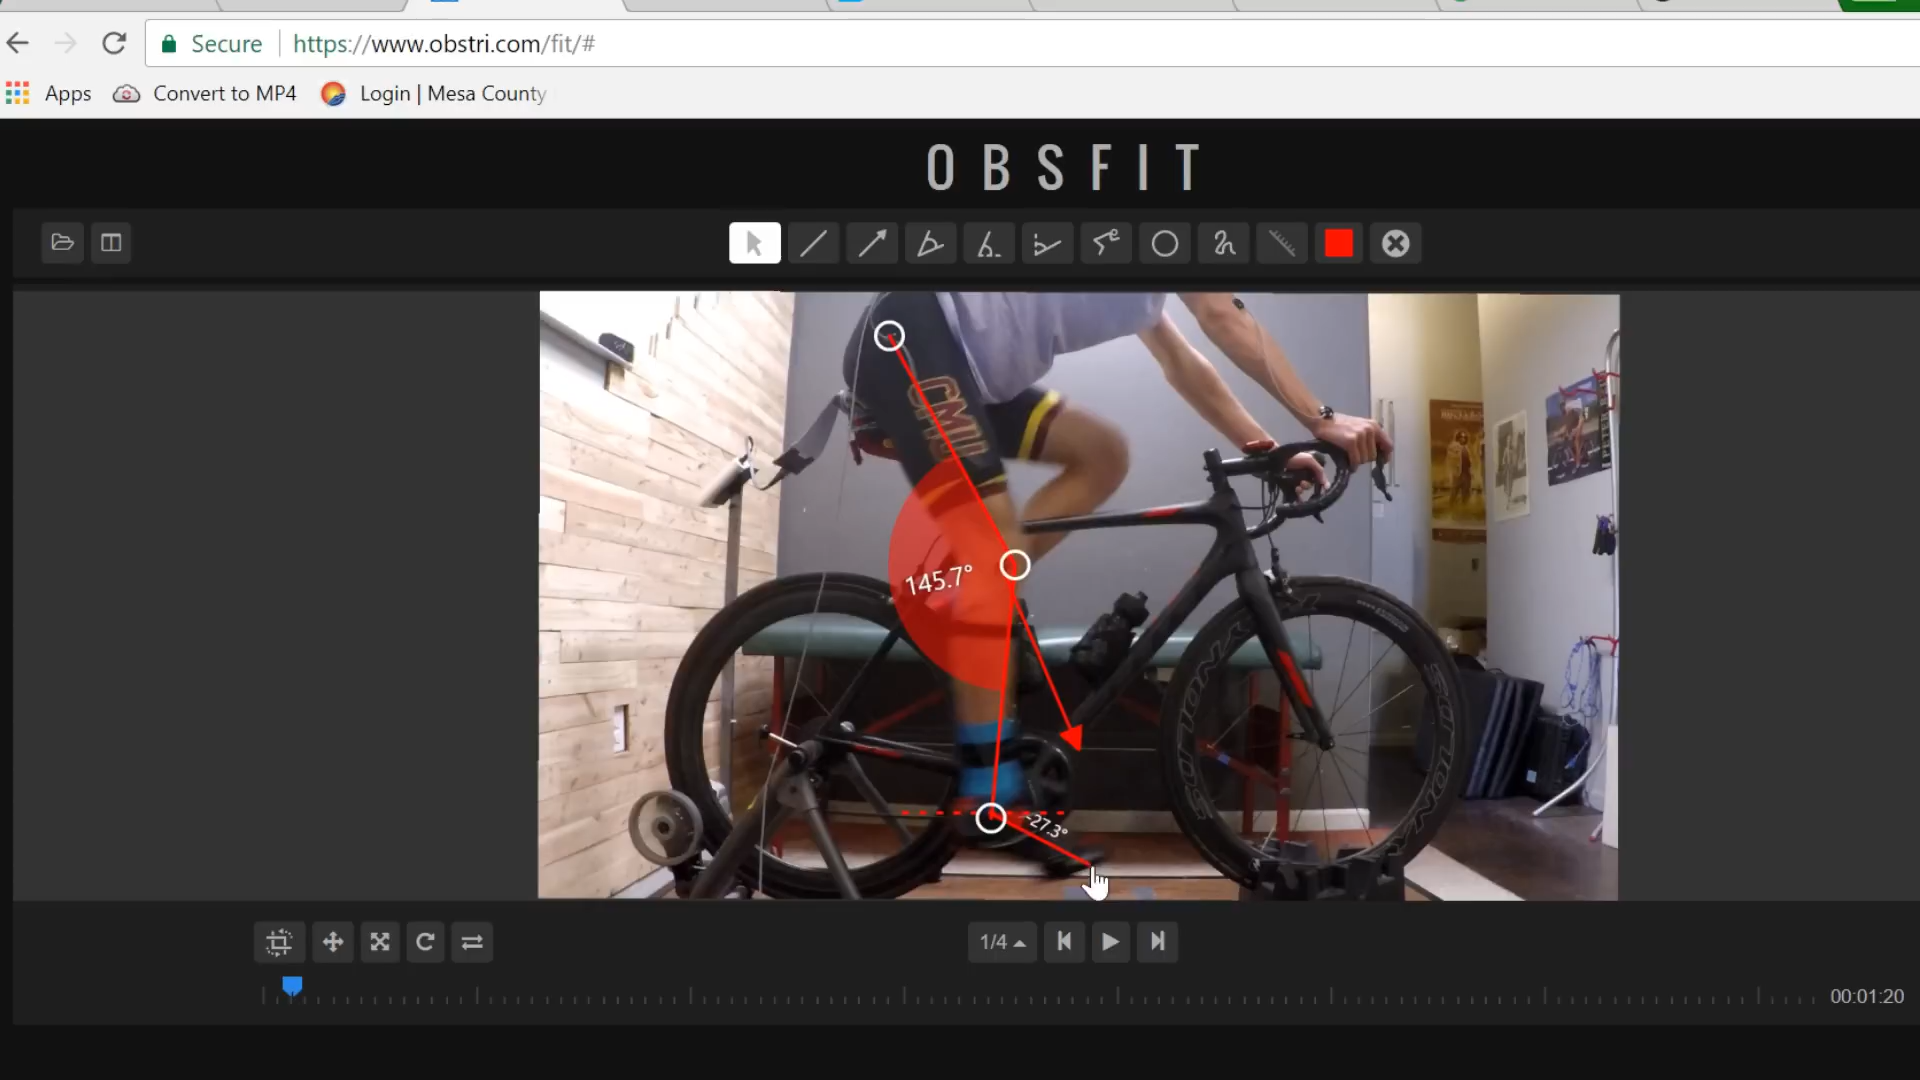 Secure https://www.obstri.com/fit/#
Apps Convert to MP4 Login | Mesa County
OBSFIT
CMU
145.7°
-27.3°
1/4
00:01:20